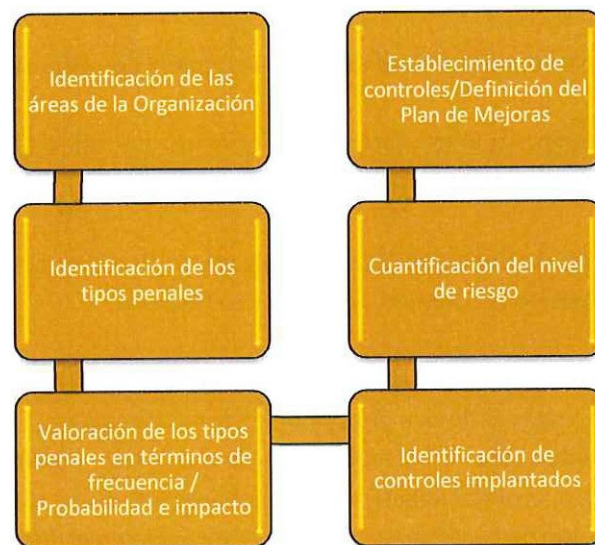 Identificación de las
áreas de la Organización
Identificación de los
tipos penales
Valoración de los tipos
penales en términos de
frecuencia /
Probabilidad e impacto
Identificación de
controles implantados
Cuantificación del nivel
de riesgo
Establecimiento de
controles/Definición del
Plan de Mejoras